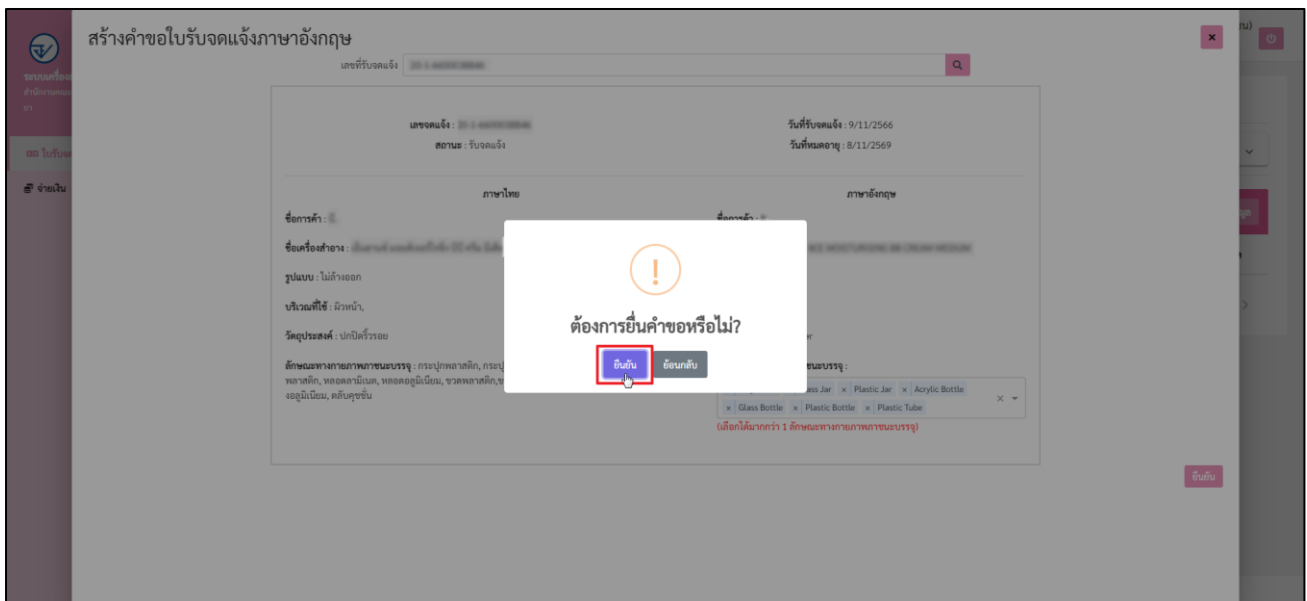 สร้างคำขอใบรับจดแจ้งภาษาอังกฤษ
×
เลขที่รับจดแจ้ง
เลขจดแจ้ง :
วันที่รับจดแจ้ง : 9/11/2566
สถานะ : รับจดแจ้ง
วันที่หมดอายุ : 8/11/2569
ใบรับจด
จ่ายเงิน
ภาษาไทย
ภาษาอังกฤษ
ชื่อการค้า :
ชื่อการค้า :
ชื่อเครื่องสำอาง :
รูปแบบ : ไม่ล้างออก
บริเวณที่ใช้ : ผิวหน้า,
วัตถุประสงค์ : ปกปิดริ้วรอย
ลักษณะทางกายภาพภาชนะบรรจุ : กระปุกพลาสติก, กระปุ
พลาสติก, หลอดลามิเนต, หลอดอลูมิเนียม, ขวดพลาสติก,ข
งอลูมิเนียม, ตลับคุชชั่น
!
ต้องการยื่นคำขอหรือไม่?
ยืนยัน
ย้อนกลับ
ชนะบรรจุ :
ass Jar × Plastic Jar × Acrylic Bottle
× Glass Bottle × Plastic Bottle × Plastic Tube
(เลือกได้มากกว่า 1 ลักษณะทางกายภาพภาชนะบรรจุ)
ยืนยัน